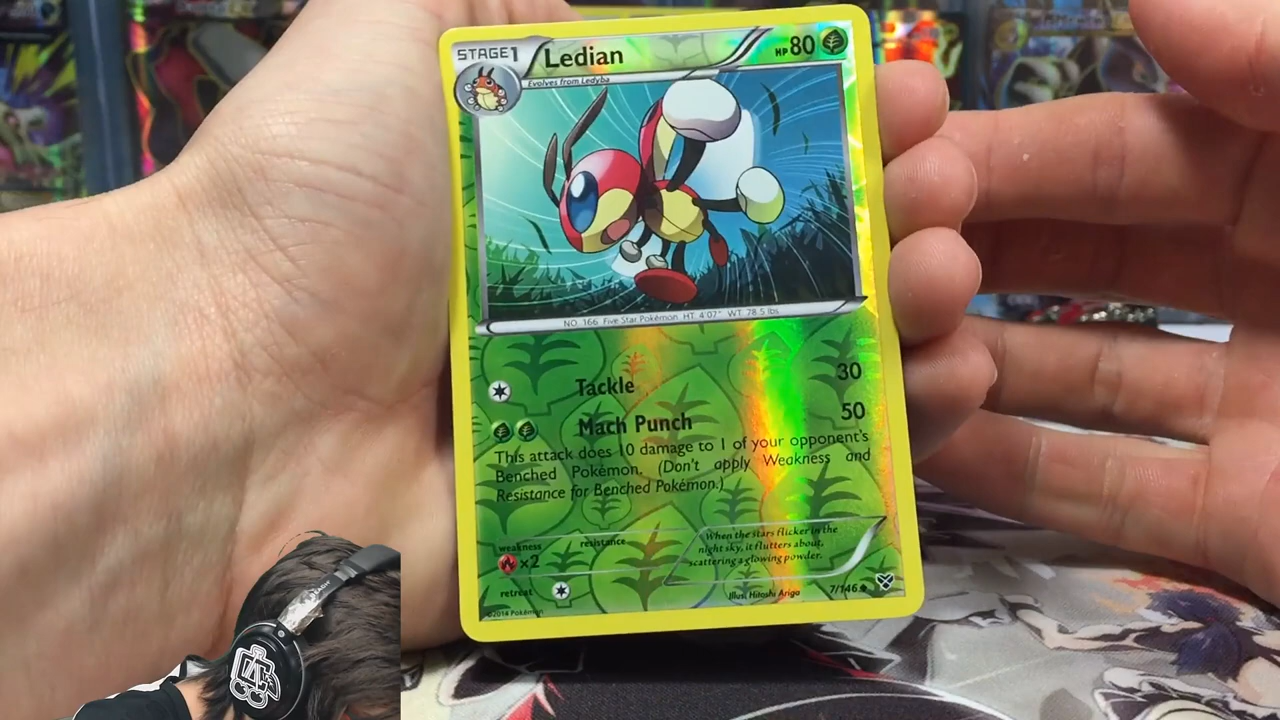 STAGE1 Ledian HP80
Evolves from Ledyba
NO. 166 Five Star Pokémon HT: 4'07" WT: 78.5 lbs
Tackle 30
Mach Punch 50
This attack does 10 damage to 1 of your opponent's
Benched Pokémon. (Don't apply Weakness and
Resistance for Benched Pokémon.)
weakness resistance
×2
When the stars flicker in the
night sky, it flutters about,
scattering a glowing powder.
retreat
Illus. Hitoshi Ariga 7/146
©2014 Pokémon